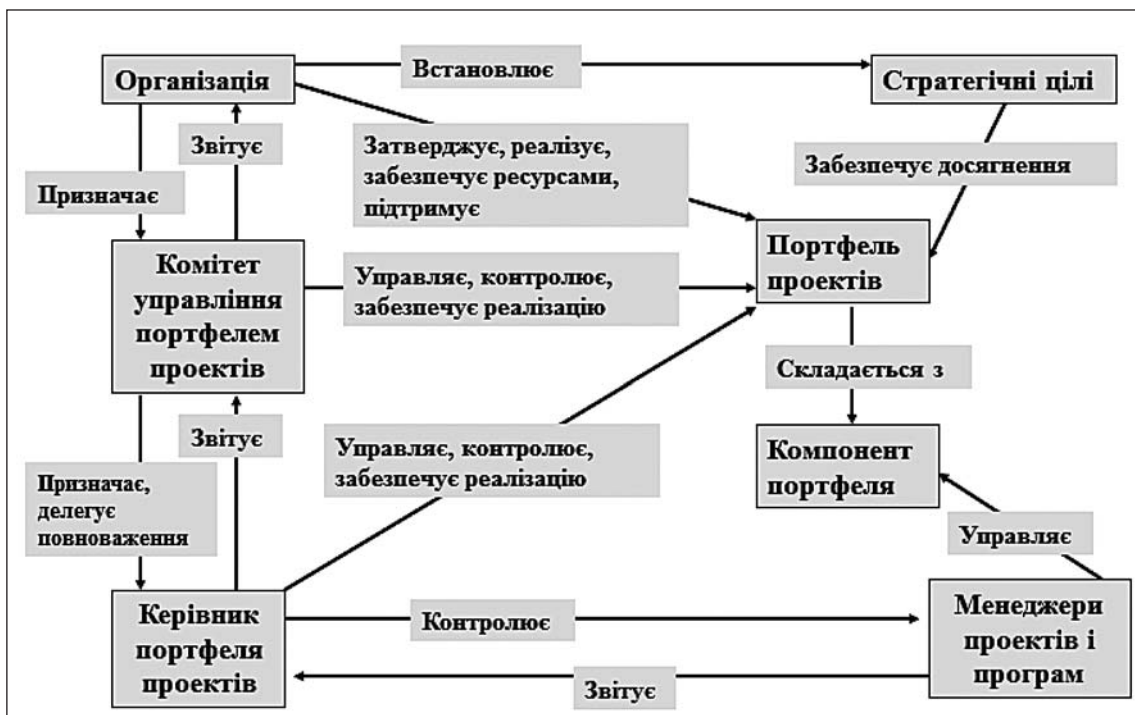 Організація
Встановлює
Стратегічні цілі
Звітує
Затверджує, реалізує,
забезпечує ресурсами,
підтримує
Забезпечує досягнення
Призначає
Комітет
управління
портфелем
проектів
Управляє, контролює,
забезпечує реалізацію
Портфель
проектів
Складається з
Звітує
Управляє, контролює,
забезпечує реалізацію
Компонент
портфеля
Призначає,
делегує
повноваження
Управляє
Керівник
портфеля
проектів
Контролює
Менеджери
проектів і
програм
Звітує